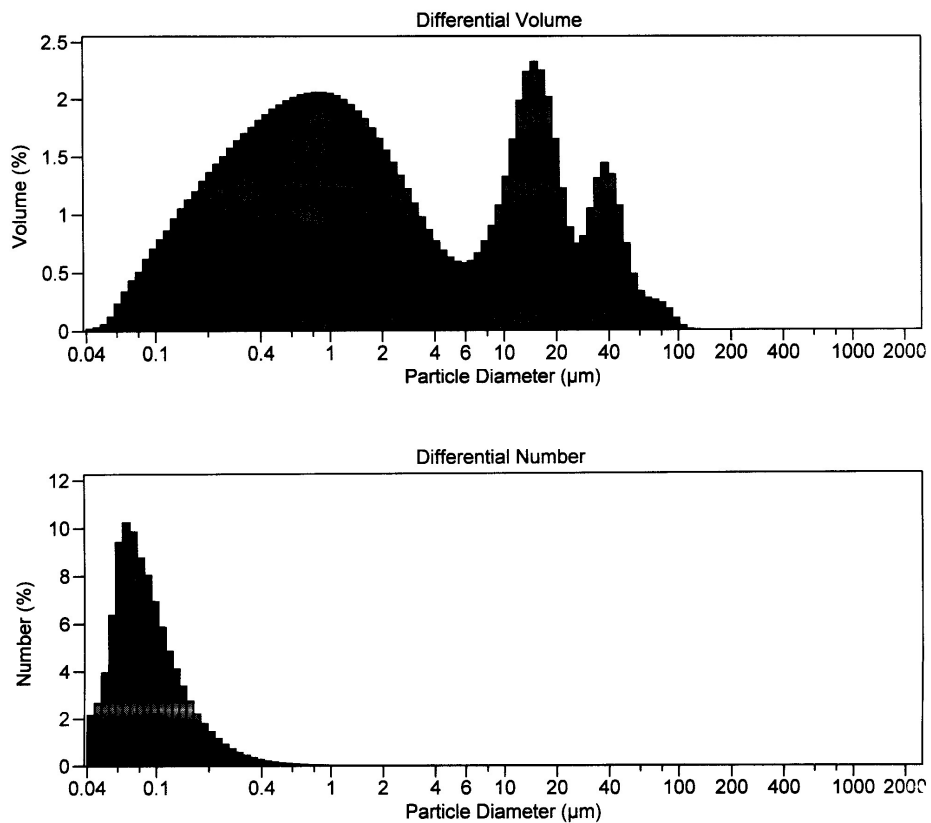 Differential Volume
2.5
2
1.5
1
0.5
0
Volume (%)
0.04 0.1 0.4 1 2 4 6 10 20 40 100 200 400 1000 2000
Particle Diameter (µm)
Differential Number
12
10
8
6
4
2
0
Number (%)
0.04 0.1 0.4 1 2 4 6 10 20 40 100 200 400 1000 2000
Particle Diameter (µm)